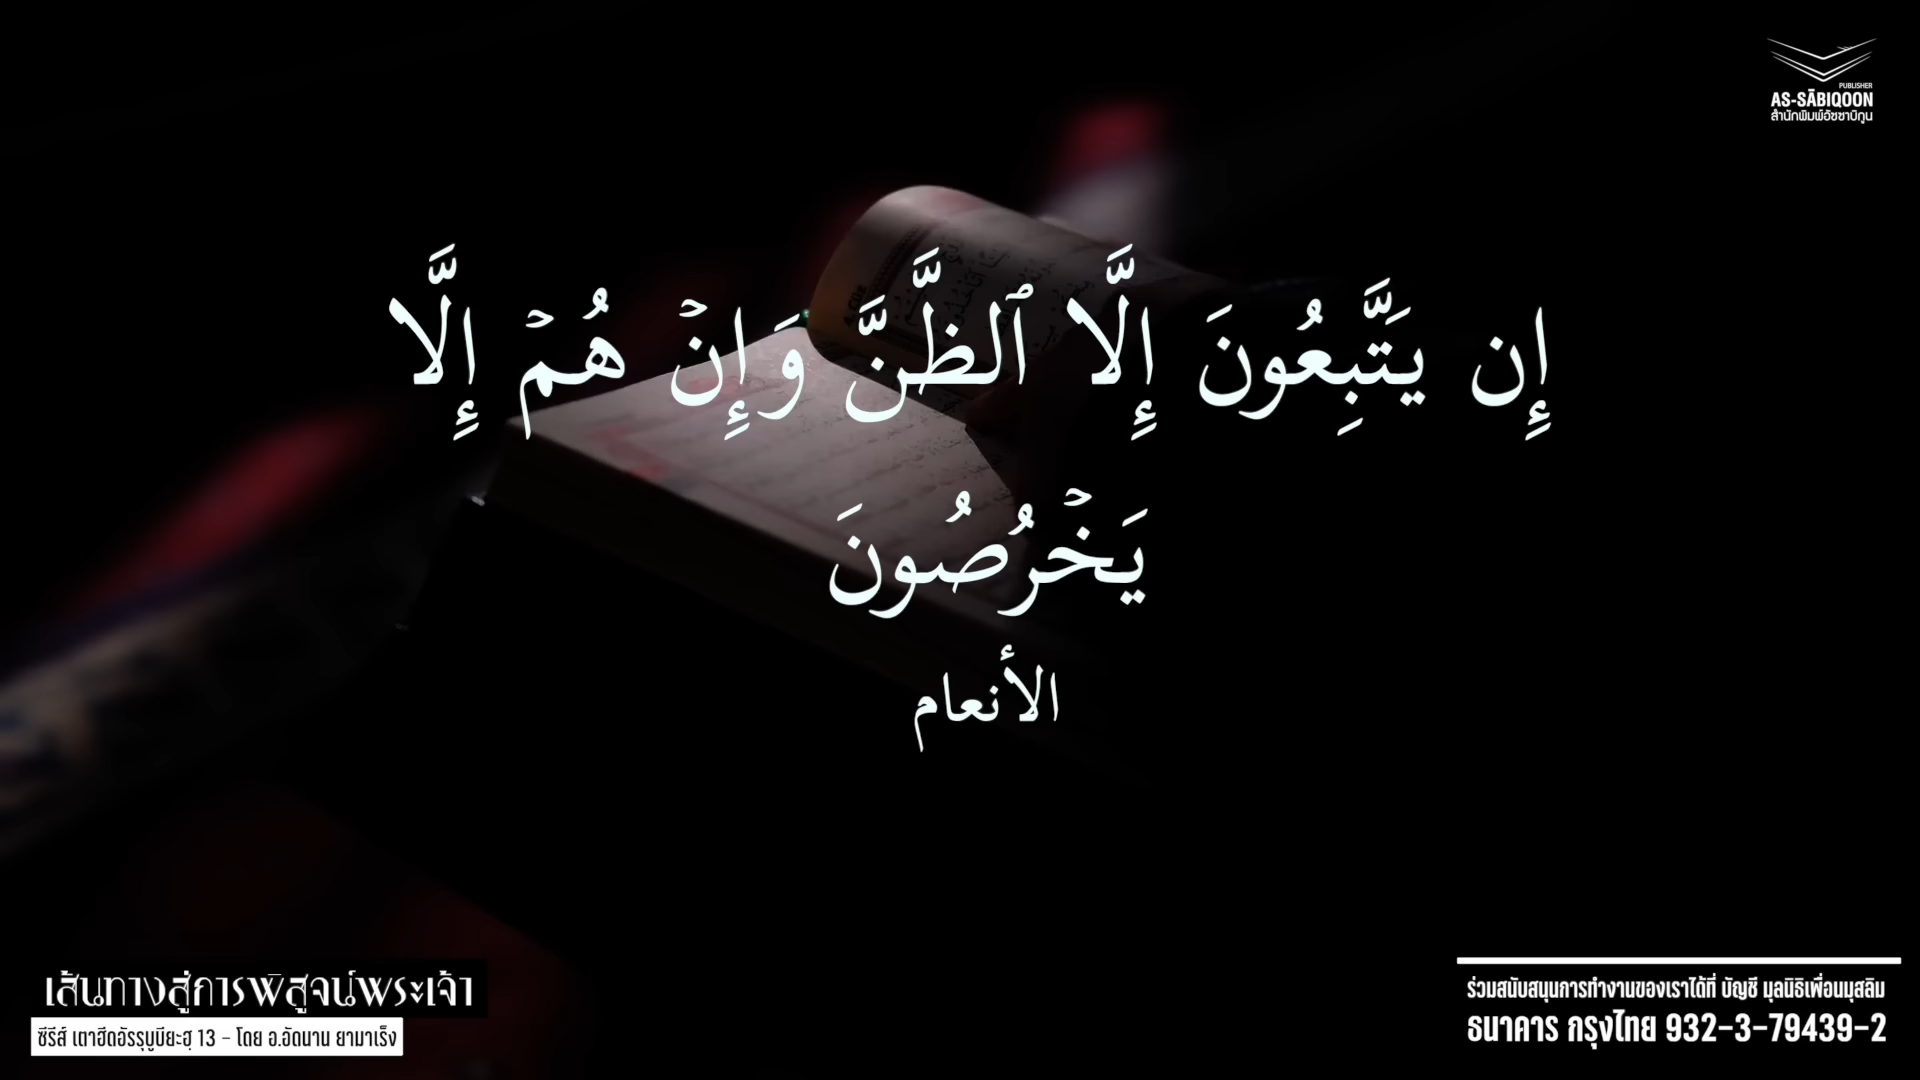 PUBLISHER
AS-SĀBIQOON
สำนักพิมพ์อัซซาบิกูน
إِن يَتَّبِعُونَ إِلَّا ٱلظَّنَّ وَإِنۡ هُمۡ إِلَّا
يَخۡرُصُونَ
الأنعام
เส้นทางสู่การพิสูจน์พระเจ้า
ซีรีส์ เตาฮีดอัรรุบูบียะฮฺ 13 - โดย อ.อัดนาน ยามาเร็ง
ร่วมสนับสนุนการทำงานของเราได้ที่ บัญชี มุลนิธิเพื่อนมุสลิม
ธนาคาร กรุงไทย 932-3-79439-2